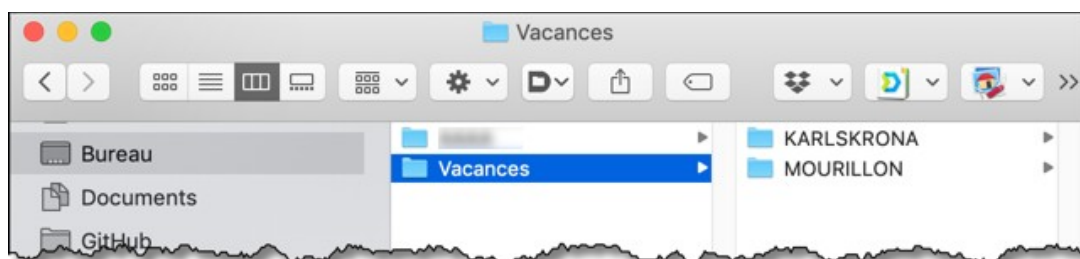 Vacances
Bureau
Documents
GitHub
Vacances
KARLSKRONA
MOURILLON